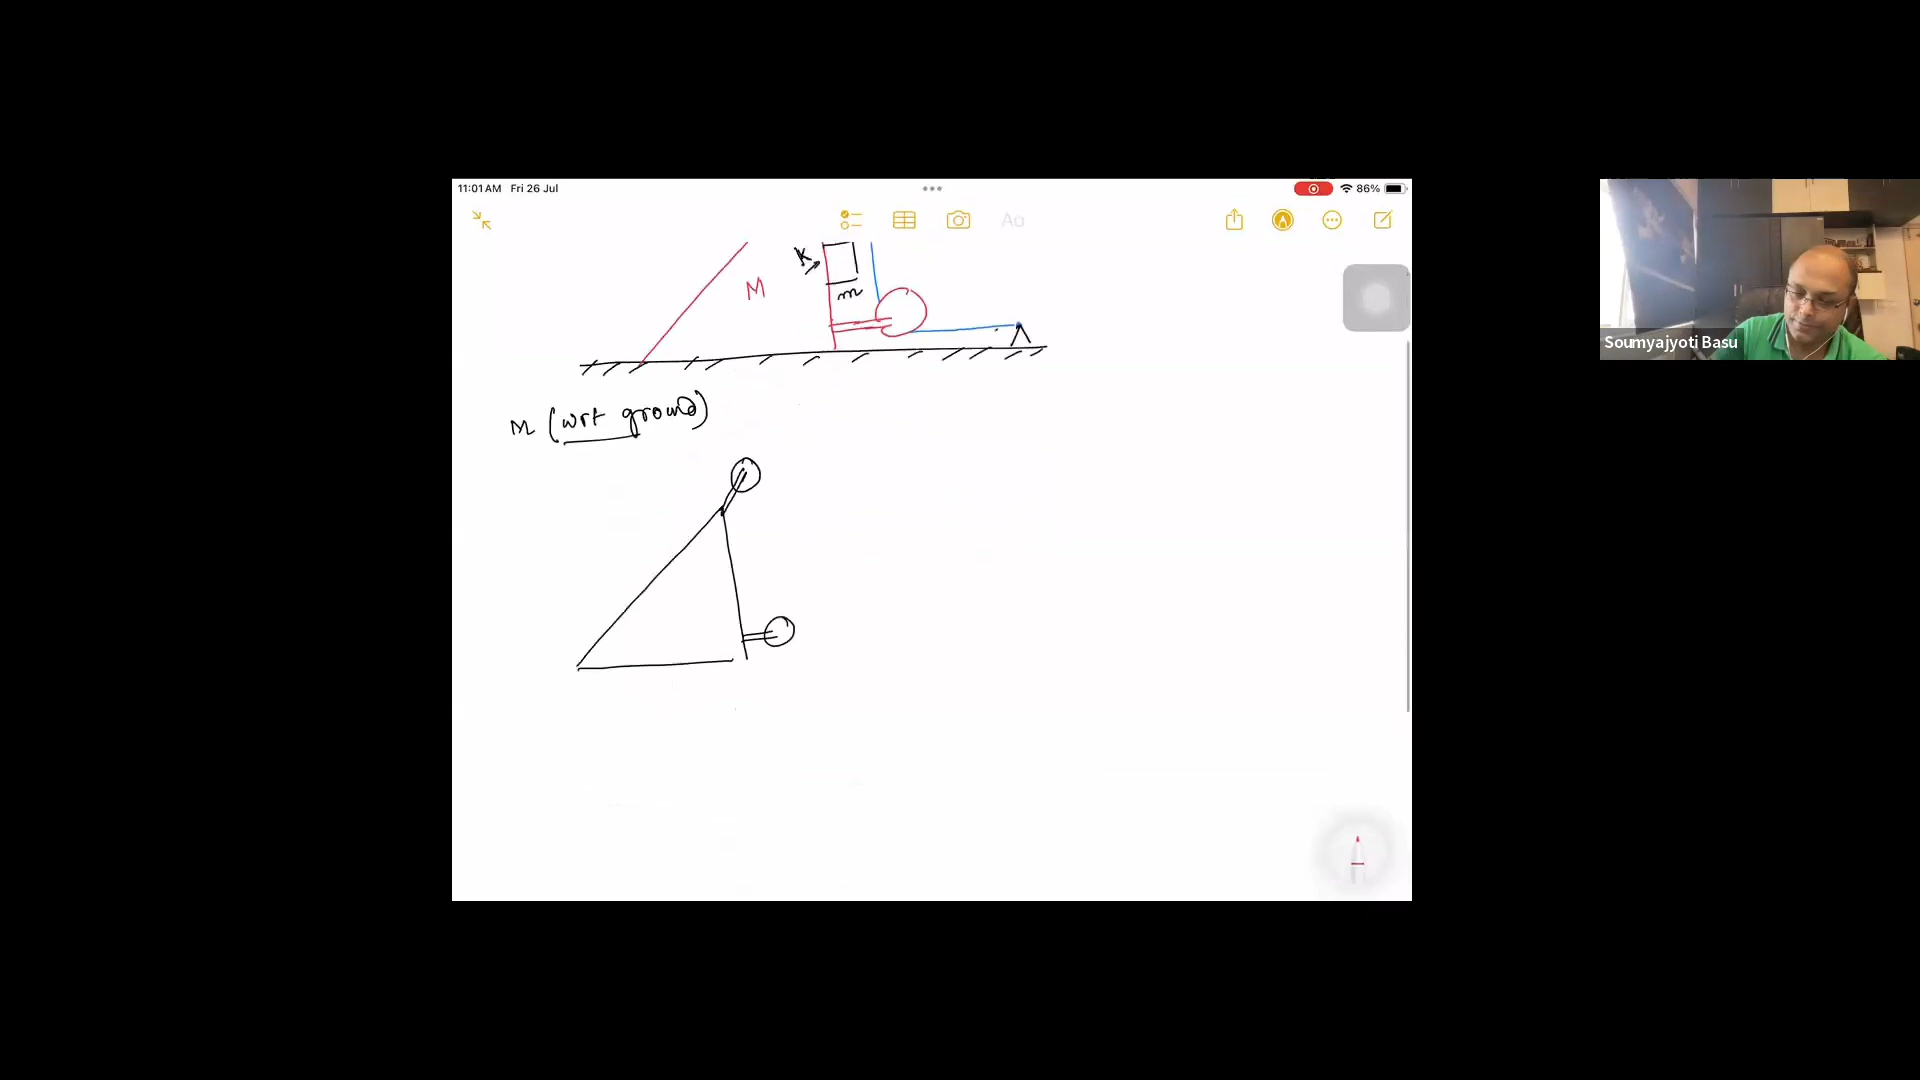 11:01 AM Fri 26 Jul
86%
Aa
K
M
m
M (wrt ground)
Soumyajyoti Basu